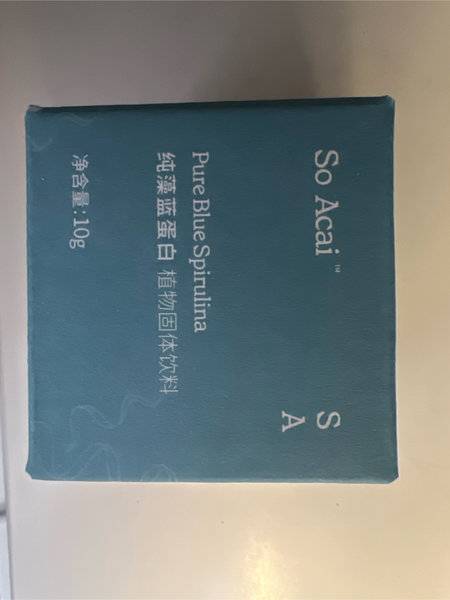 So Acai™
S
A
Pure Blue Spirulina
纯藻蓝蛋白 植物固体饮料
净含量:10g